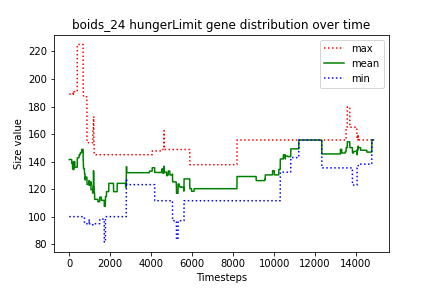 boids_24 hungerLimit gene distribution over time
max
mean
min
Size value
220
200
180
160
140
120
100
80
0
2000
4000
6000
8000
10000
12000
14000
Timesteps